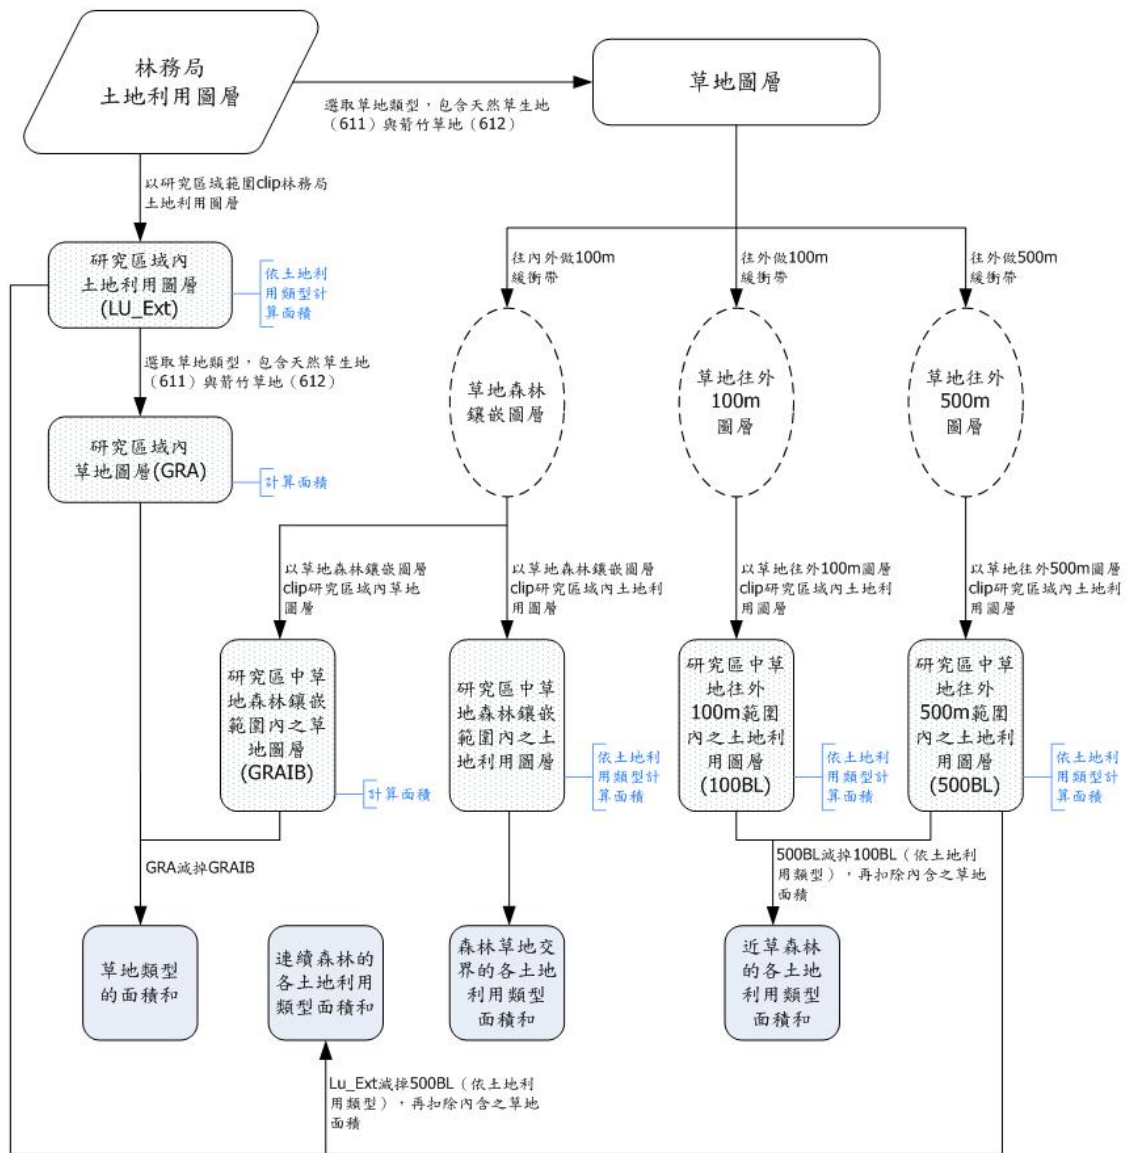 林務局
土地利用圖層
草地圖層
選取草地類型，包含天然草生地
（611）與箭竹草地（612）
以研究區域範圍clip林務局
土地利用圖層
研究區域內
土地利用圖層
(LU_Ext)
依土地利
用類型計
算面積
往內外做100m
緩衝帶
往外做100m
緩衝帶
往外做500m
緩衝帶
選取草地類型，包含天然草生地
（611）與箭竹草地（612）
草地森林
鑲嵌圖層
草地往外
100m
圖層
草地往外
500m
圖層
研究區域內
草地圖層(GRA)
計算面積
以草地森林鑲嵌圖層
clip研究區域內草地
圖層
以草地森林鑲嵌圖層
clip研究區域內土地利
用圖層
以草地往外100m圖層
clip研究區域內土地利
用圖層
以草地往外500m圖層
clip研究區域內土地利
用圖層
研究區中草
地森林鑲嵌
範圍內之草
地圖層
(GRAIB)
計算面積
研究區中草
地森林鑲嵌
範圍內之土
地利用圖層
依土地利
用類型計
算面積
研究區中草
地往外
100m範圍
內之土地利
用圖層
(100BL)
依土地利
用類型計
算面積
研究區中草
地往外
500m範圍
內之土地利
用圖層
(500BL)
依土地利
用類型計
算面積
GRA減掉GRAIB
500BL減掉100BL（依土地利
用類型），再扣除內含之草地
面積
草地類型
的面積和
連續森林的
各土地利用
類型面積和
森林草地交
界的各土地
利用類型
面積和
近草森林
的各土地
利用類型
面積和
Lu_Ext減掉500BL（依土地利
用類型），再扣除內含之草地
面積